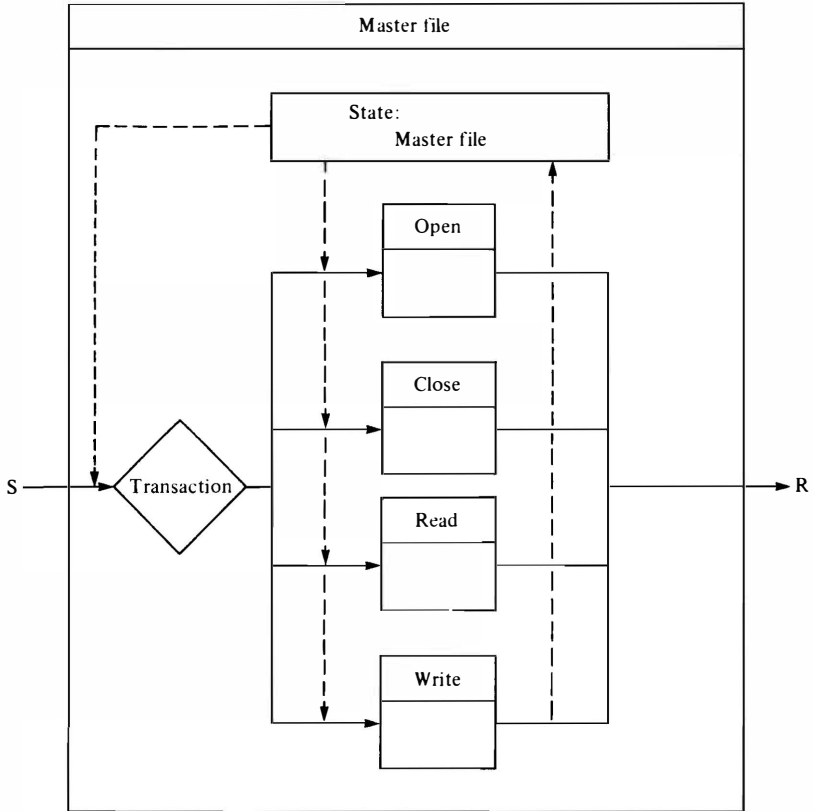 Master file
State:
Master file
Open
Close
S
Transaction
R
Read
Write